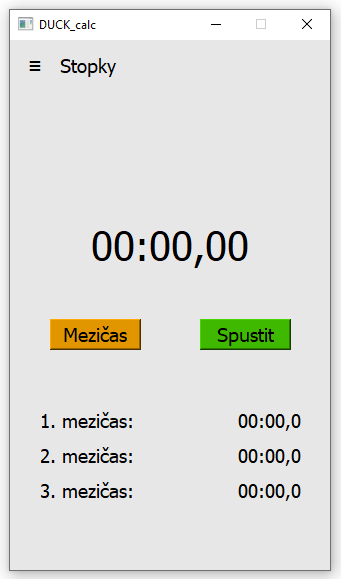 DUCK_calc
≡ Stopky
00:00,00
Mezičas Spustit
1. mezičas: 00:00,0
2. mezičas: 00:00,0
3. mezičas: 00:00,0